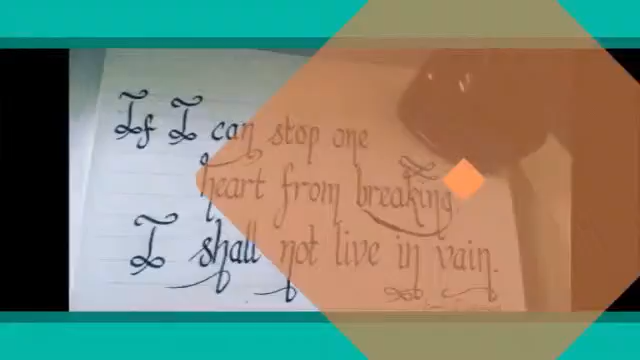 If I can stop one
heart from breaking,
I shall not live in vain.